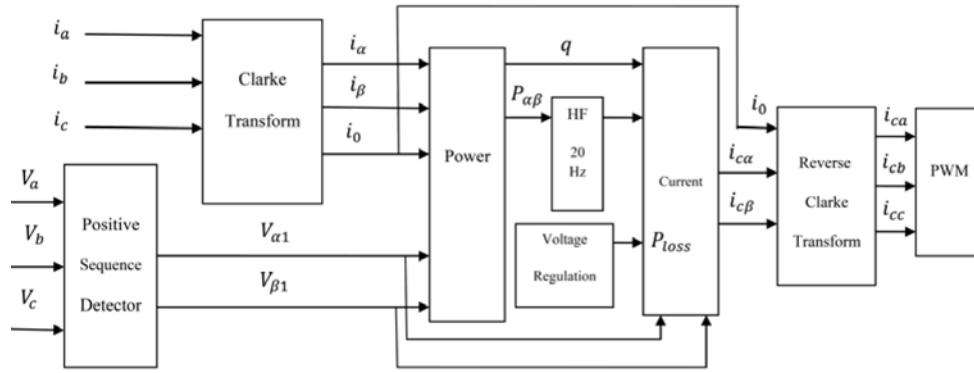 i_a
i_b
i_c
Clarke
Transform
i_α
i_β
i_0
V_a
V_b
V_c
Positive
Sequence
Detector
V_α1
V_β1
Power
q
P_αβ
HF
20
Hz
Voltage
Regulation
Current
P_loss
i_cα
i_cβ
i_0
Reverse
Clarke
Transform
i_ca
i_cb
i_cc
PWM